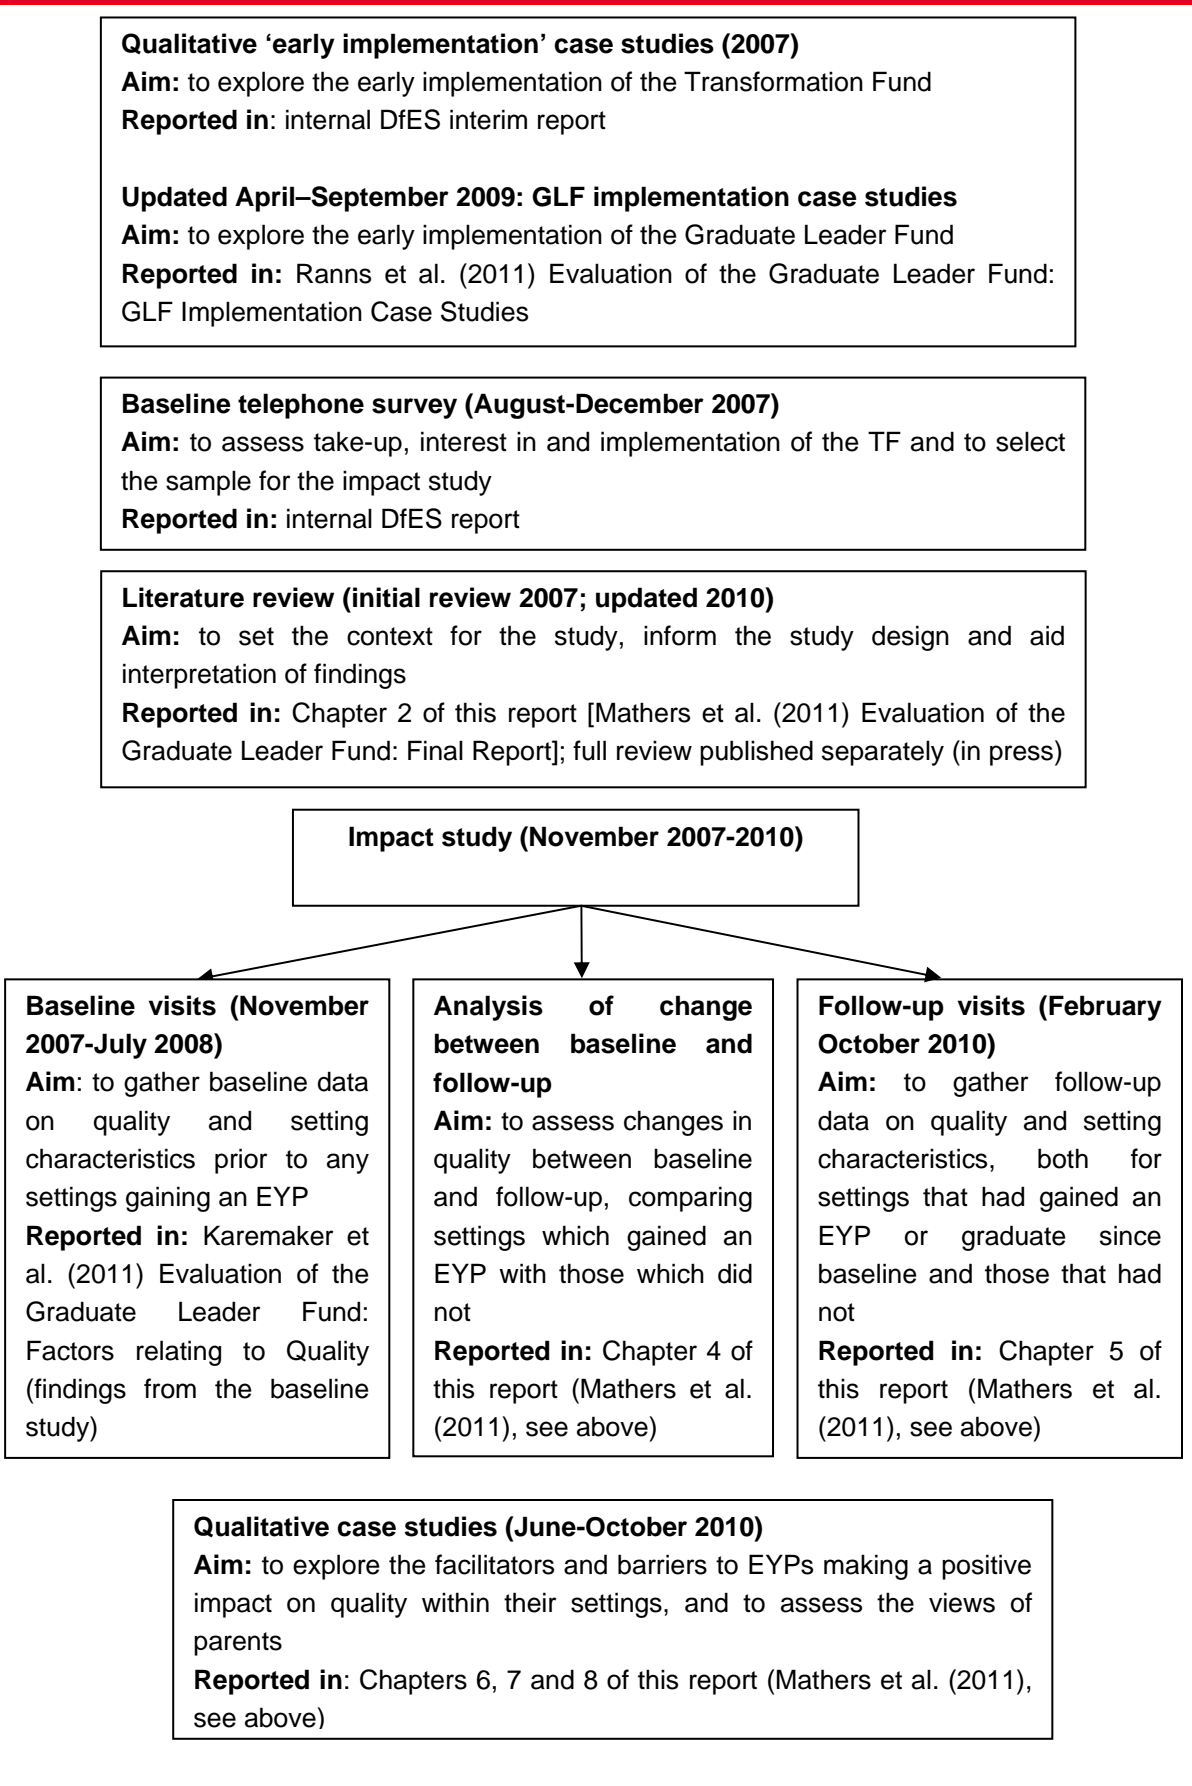 Qualitative ‘early implementation’ case studies (2007)
Aim: to explore the early implementation of the Transformation Fund
Reported in: internal DfES interim report
Updated April–September 2009: GLF implementation case studies
Aim: to explore the early implementation of the Graduate Leader Fund
Reported in: Ranns et al. (2011) Evaluation of the Graduate Leader Fund:
GLF Implementation Case Studies
Baseline telephone survey (August-December 2007)
Aim: to assess take-up, interest in and implementation of the TF and to select
the sample for the impact study
Reported in: internal DfES report
Literature review (initial review 2007; updated 2010)
Aim: to set the context for the study, inform the study design and aid
interpretation of findings
Reported in: Chapter 2 of this report [Mathers et al. (2011) Evaluation of the
Graduate Leader Fund: Final Report]; full review published separately (in press)
Impact study (November 2007-2010)
Baseline visits (November
2007-July 2008)
Aim: to gather baseline data
on quality and setting
characteristics prior to any
settings gaining an EYP
Reported in: Karemaker et
al. (2011) Evaluation of the
Graduate Leader Fund:
Factors relating to Quality
(findings from the baseline
study)
Analysis of change
between baseline and
follow-up
Aim: to assess changes in
quality between baseline
and follow-up, comparing
settings which gained an
EYP with those which did
not
Reported in: Chapter 4 of
this report (Mathers et al.
(2011), see above)
Follow-up visits (February
October 2010)
Aim: to gather follow-up
data on quality and setting
characteristics, both for
settings that had gained an
EYP or graduate since
baseline and those that had
not
Reported in: Chapter 5 of
this report (Mathers et al.
(2011), see above)
Qualitative case studies (June-October 2010)
Aim: to explore the facilitators and barriers to EYPs making a positive
impact on quality within their settings, and to assess the views of
parents
Reported in: Chapters 6, 7 and 8 of this report (Mathers et al. (2011),
see above)